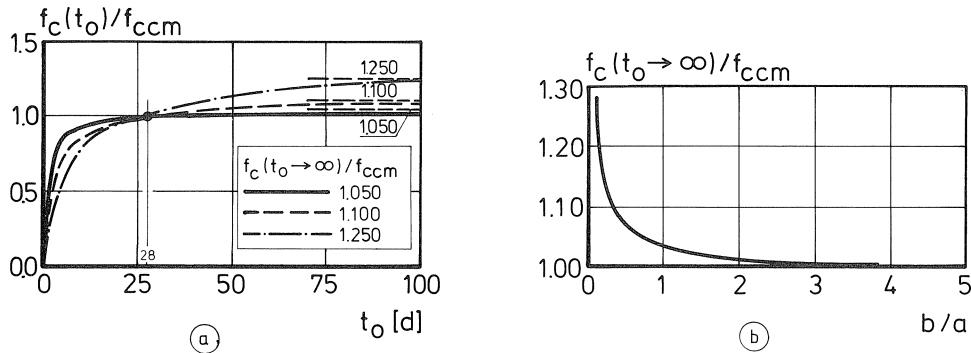 f_c(t_o)/f_ccm
1.5
1.0
0.5
0.0
1.250
1.100
1.050
f_c(t_o→∞)/f_ccm
1.050
1.100
1.250
28
0 25 50 75 100
t_o [d]
a
f_c(t_o→∞)/f_ccm
1.30
1.20
1.10
1.00
0 1 2 3 4 5
b/a
b